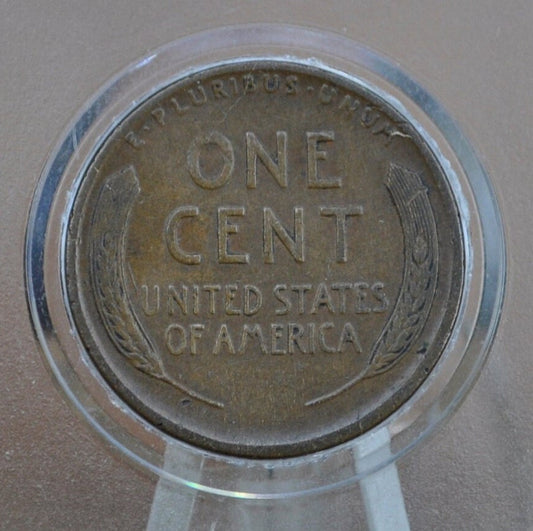 E·PLURIBUS·UNUM
ONE
CENT
UNITED STATES
OF AMERICA